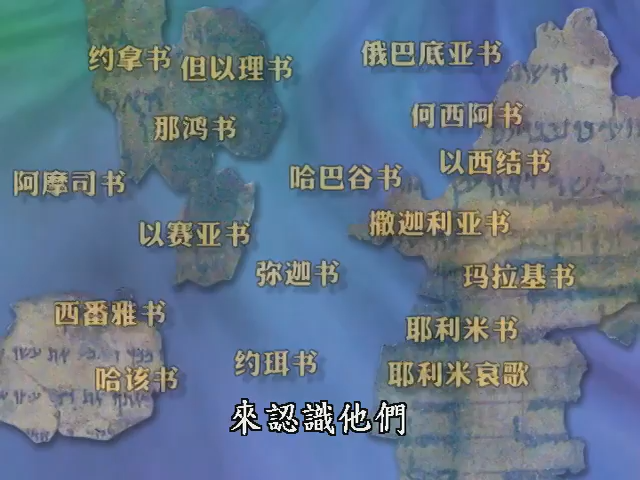 约拿书
但以理书
俄巴底亚书
那鸿书
何西阿书
以西结书
阿摩司书
哈巴谷书
撒迦利亚书
以赛亚书
弥迦书
玛拉基书
西番雅书
耶利米书
约珥书
哈该书
耶利米哀歌
來認識他們